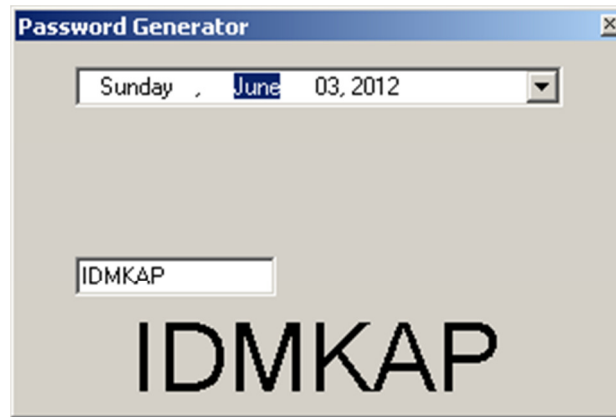 Password Generator
Sunday , June 03, 2012
IDMKAP
IDMKAP